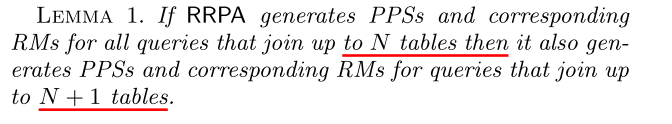 LEMMA 1. If RRPA generates PPSs and corresponding
RMs for all queries that join up to N tables then it also gen-
erates PPSs and corresponding RMs for queries that join up
to N + 1 tables.